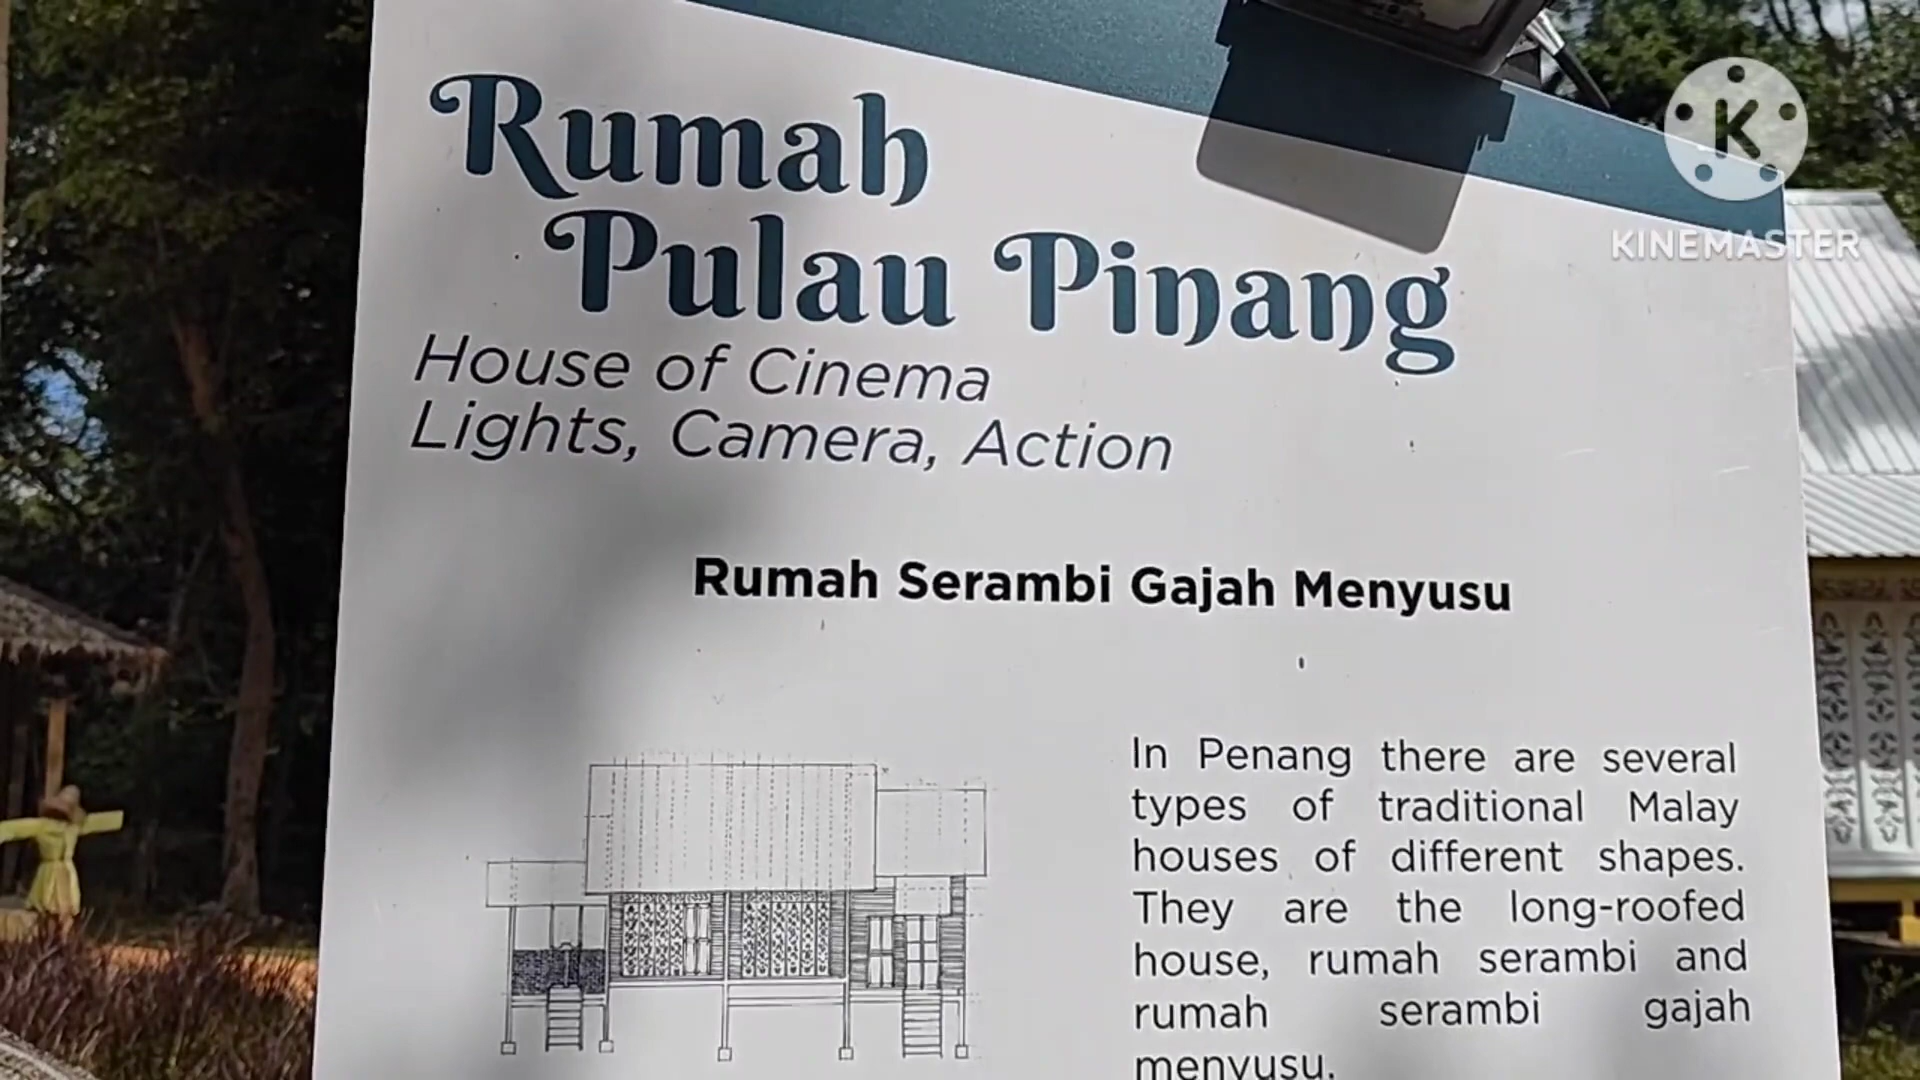 Rumah
Pulau Pinang
House of Cinema
Lights, Camera, Action
Rumah Serambi Gajah Menyusu
In Penang there are several
types of traditional Malay
houses of different shapes.
They are the long-roofed
house, rumah serambi and
rumah serambi gajah
menyusu.
K
KINEMASTER